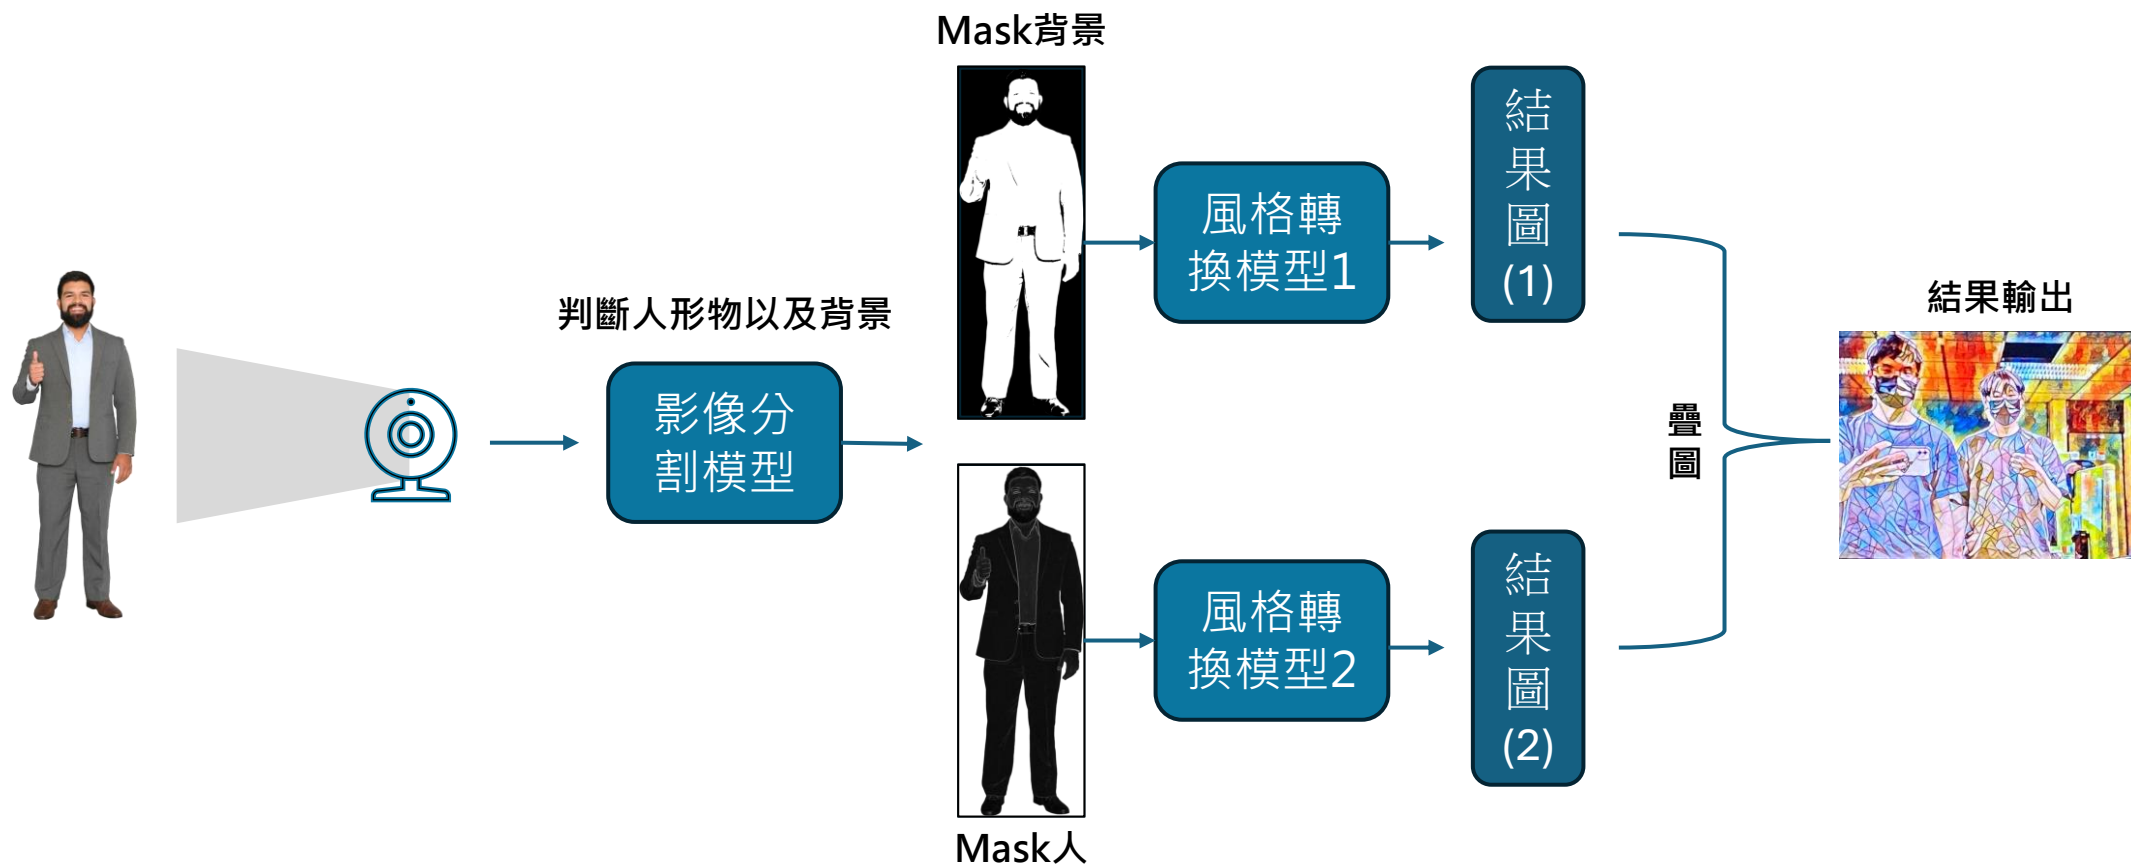 Mask背景
判斷人形物以及背景
影像分
割模型
風格轉
換模型1
結
果
圖
(1)
Mask人
風格轉
換模型2
結
果
圖
(2)
疊
圖
結果輸出